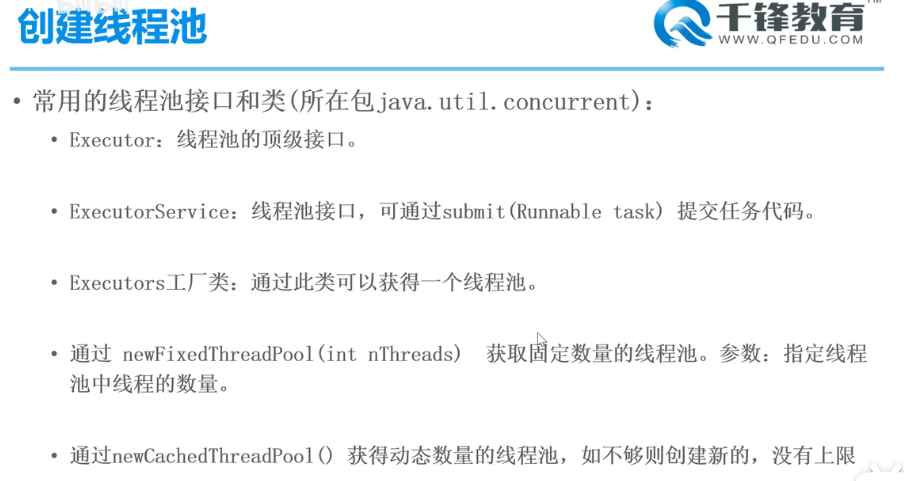 创建线程池
千锋教育
WWW.QFEDU.COM
• 常用的线程池接口和类(所在包java.util.concurrent):
• Executor: 线程池的顶级接口。
• ExecutorService: 线程池接口，可通过submit(Runnable task) 提交任务代码。
• Executors工厂类: 通过此类可以获得一个线程池。
• 通过 newFixedThreadPool(int nThreads) 获取固定数量的线程池。参数: 指定线程
池中线程的数量。
• 通过newCachedThreadPool() 获得动态数量的线程池，如不够则创建新的，没有上限